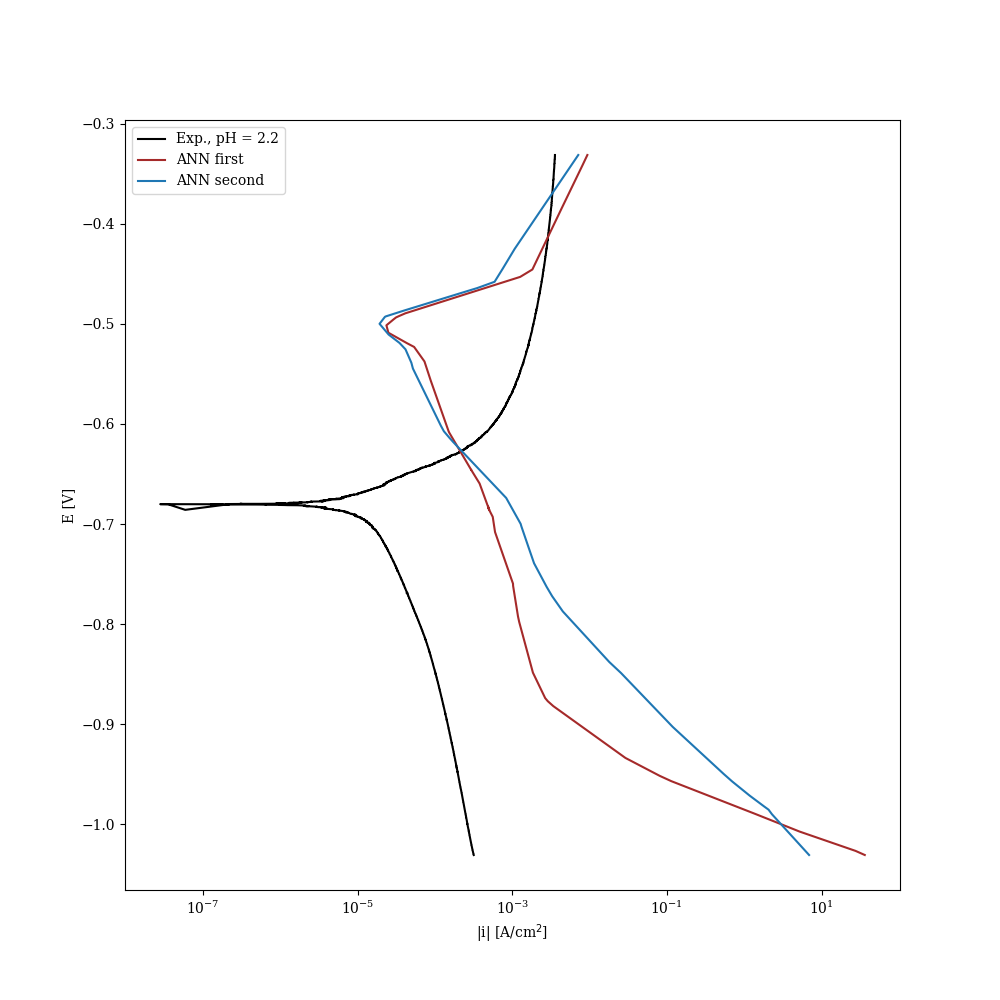 Exp., pH = 2.2
ANN first
ANN second
−0.3
−0.4
−0.5
−0.6
−0.7
−0.8
−0.9
−1.0
E [V]
10⁻⁷ 10⁻⁵ 10⁻³ 10⁻¹ 10¹
|i| [A/cm²]